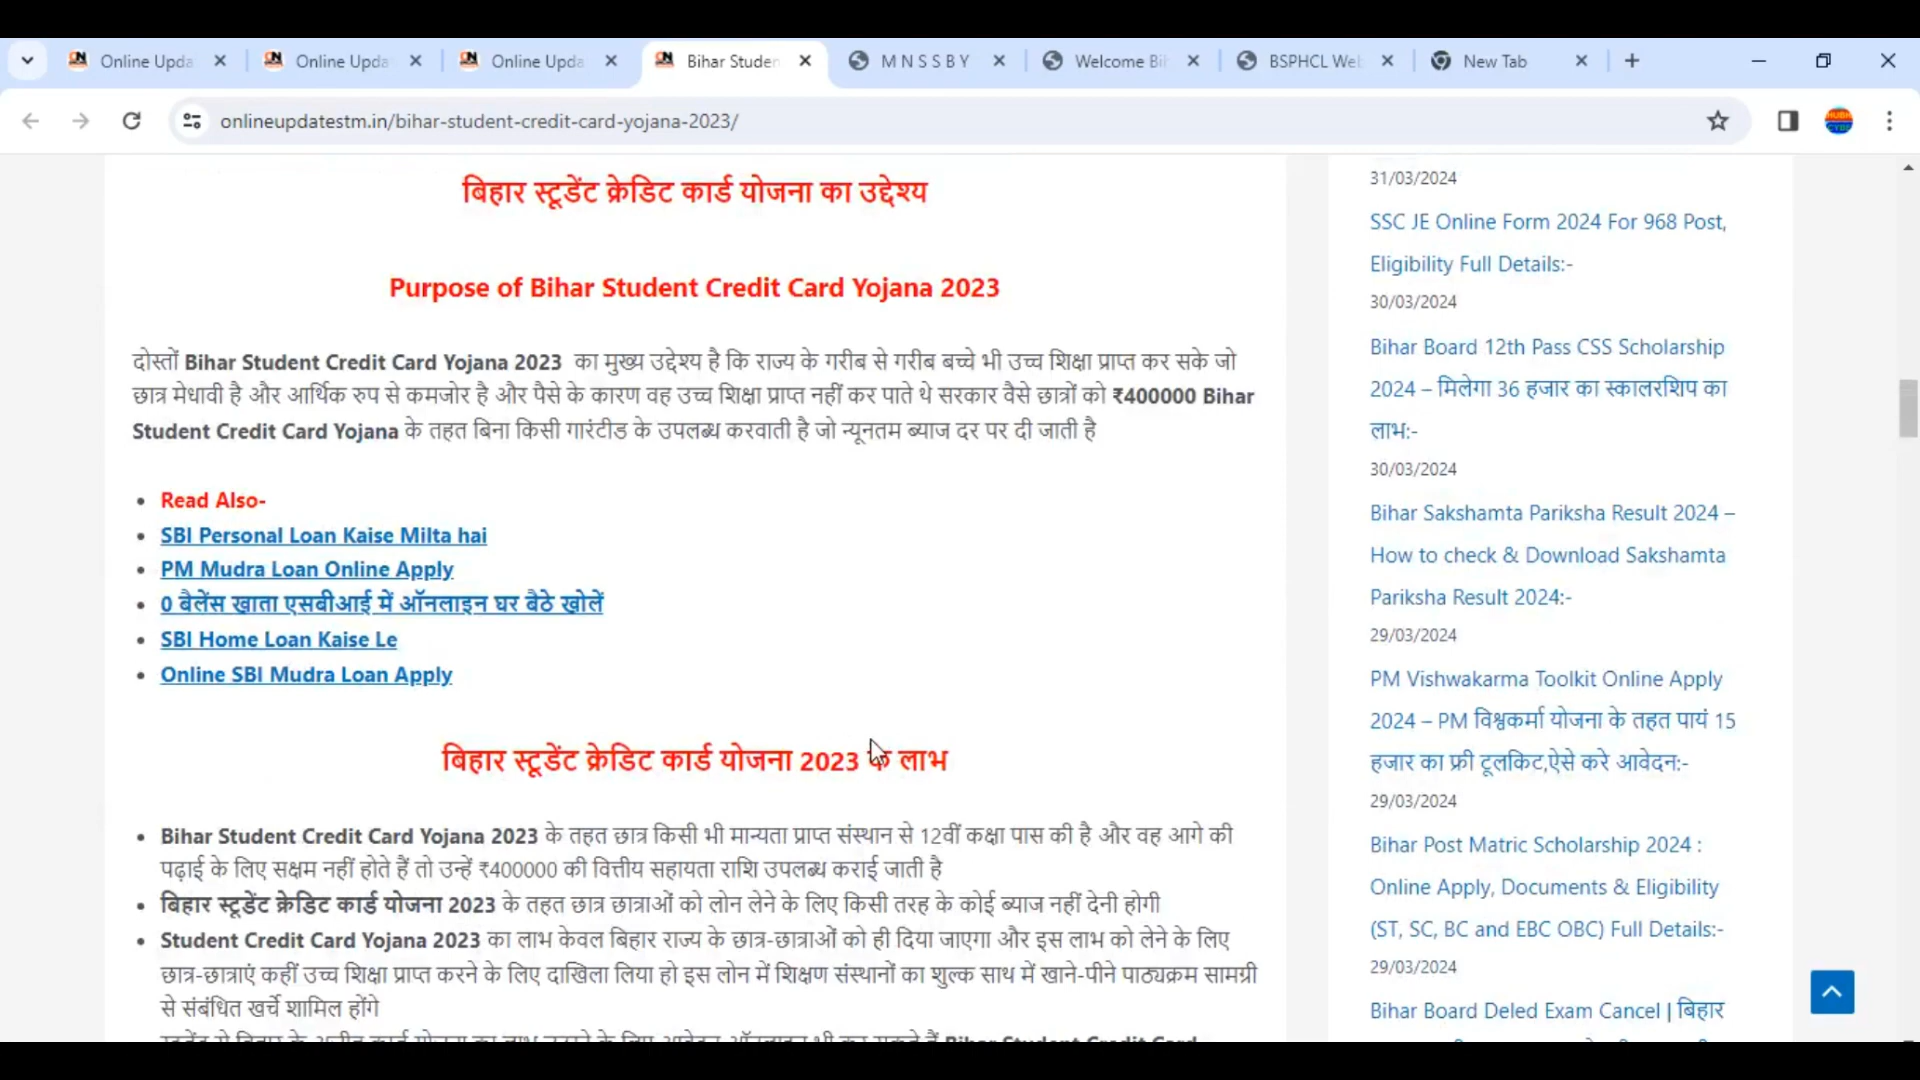 Online Upda
Online Upda
Online Upda
Bihar Studen
M N S S B Y
Welcome Bi
BSPHCL We
New Tab
onlineupdatestm.in/bihar-student-credit-card-yojana-2023/
बिहार स्टूडेंट क्रेडिट कार्ड योजना का उद्देश्य
Purpose of Bihar Student Credit Card Yojana 2023
दोस्तों Bihar Student Credit Card Yojana 2023 का मुख्य उद्देश्य है कि राज्य के गरीब से गरीब बच्चे भी उच्च शिक्षा प्राप्त कर सके जो
छात्र मेधावी है और आर्थिक रुप से कमजोर है और पैसे के कारण वह उच्च शिक्षा प्राप्त नहीं कर पाते थे सरकार वैसे छात्रों को ₹400000 Bihar
Student Credit Card Yojana के तहत बिना किसी गारंटीड के उपलब्ध करवाती है जो न्यूनतम ब्याज दर पर दी जाती है
Read Also-
SBI Personal Loan Kaise Milta hai
PM Mudra Loan Online Apply
0 बैलेंस खाता एसबीआई में ऑनलाइन घर बैठे खोलें
SBI Home Loan Kaise Le
Online SBI Mudra Loan Apply
बिहार स्टूडेंट क्रेडिट कार्ड योजना 2023 के लाभ
Bihar Student Credit Card Yojana 2023 के तहत छात्र किसी भी मान्यता प्राप्त संस्थान से 12वीं कक्षा पास की है और वह आगे की
पढ़ाई के लिए सक्षम नहीं होते हैं तो उन्हें ₹400000 की वित्तीय सहायता राशि उपलब्ध कराई जाती है
बिहार स्टूडेंट क्रेडिट कार्ड योजना 2023 के तहत छात्र छात्राओं को लोन लेने के लिए किसी तरह के कोई ब्याज नहीं देनी होगी
Student Credit Card Yojana 2023 का लाभ केवल बिहार राज्य के छात्र-छात्राओं को ही दिया जाएगा और इस लाभ को लेने के लिए
छात्र-छात्राएं कहीं उच्च शिक्षा प्राप्त करने के लिए दाखिला लिया हो इस लोन में शिक्षण संस्थानों का शुल्क साथ में खाने-पीने पाठ्यक्रम सामग्री
से संबंधित खर्चे शामिल होंगे
31/03/2024
SSC JE Online Form 2024 For 968 Post,
Eligibility Full Details:-
30/03/2024
Bihar Board 12th Pass CSS Scholarship
2024 – मिलेगा 36 हजार का स्कालरशिप का
लाभ:-
30/03/2024
Bihar Sakshamta Pariksha Result 2024 –
How to check & Download Sakshamta
Pariksha Result 2024:-
29/03/2024
PM Vishwakarma Toolkit Online Apply
2024 – PM विश्वकर्मा योजना के तहत पायं 15
हजार का फ्री टूलकिट,ऐसे करे आवेदन:-
29/03/2024
Bihar Post Matric Scholarship 2024 :
Online Apply, Documents & Eligibility
(ST, SC, BC and EBC OBC) Full Details:-
29/03/2024
Bihar Board Deled Exam Cancel | बिहार